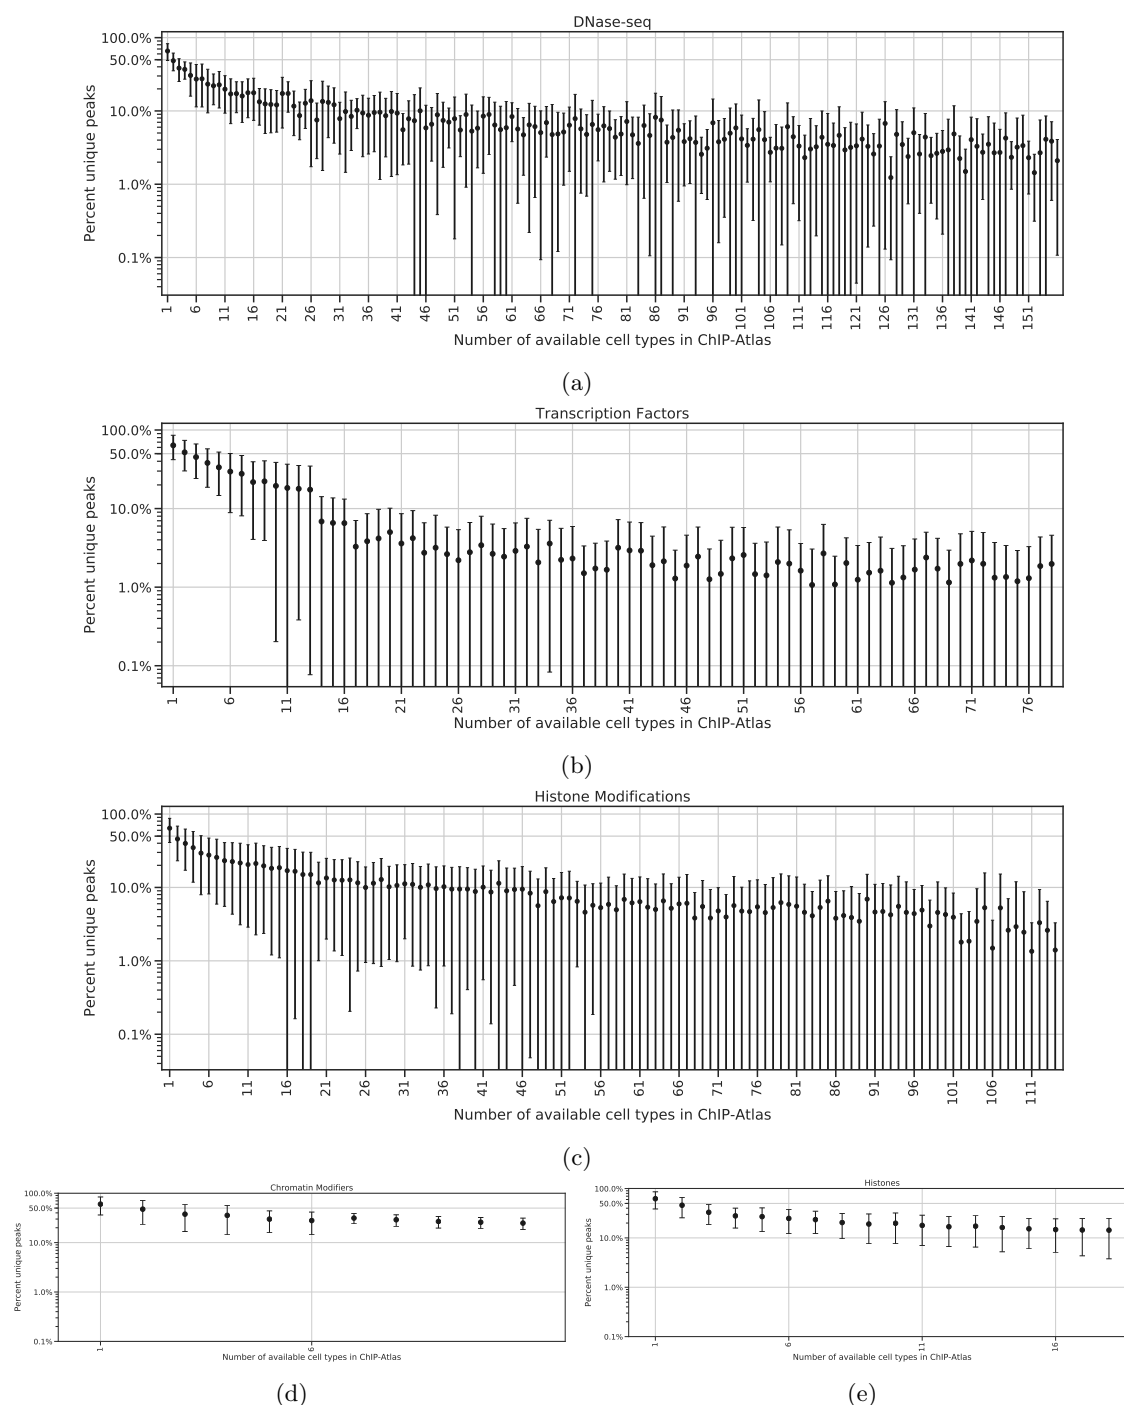 DNase-seq
100.0%
50.0%
10.0%
1.0%
0.1%
Percent unique peaks
1 6 11 16 21 26 31 36 41 46 51 56 61 66 71 76 81 86 91 96 101 106 111 116 121 126 131 136 141 146 151
Number of available cell types in ChIP-Atlas
(a)
Transcription Factors
100.0%
50.0%
10.0%
1.0%
0.1%
Percent unique peaks
1 6 11 16 21 26 31 36 41 46 51 56 61 66 71 76
Number of available cell types in ChIP-Atlas
(b)
Histone Modifications
100.0%
50.0%
10.0%
1.0%
0.1%
Percent unique peaks
1 6 11 16 21 26 31 36 41 46 51 56 61 66 71 76 81 86 91 96 101 106 111
Number of available cell types in ChIP-Atlas
(c)
Chromatin Modifiers
100.0%
50.0%
10.0%
1.0%
0.1%
Percent unique peaks
1 6
Number of available cell types in ChIP-Atlas
(d)
Histones
100.0%
50.0%
10.0%
1.0%
0.1%
Percent unique peaks
1 6 11 16
Number of available cell types in ChIP-Atlas
(e)